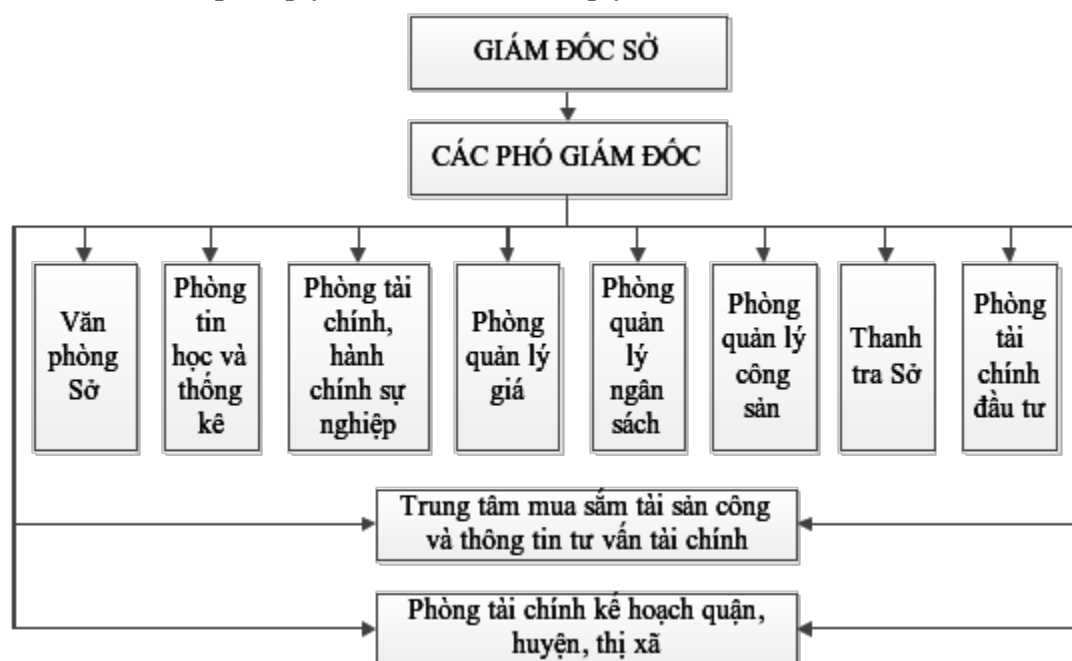 GIÁM ĐỐC SỞ
CÁC PHÓ GIÁM ĐỐC
Văn
phòng
Sở
Phòng
tin
học và
thống
kê
Phòng tài
chính,
hành
chính sự
nghiệp
Phòng
quản lý
giá
Phòng
quản
lý
ngân
sách
Phòng
quản lý
công
sản
Thanh
tra Sở
Phòng
tài
chính
đầu tư
Trung tâm mua sắm tài sản công
và thông tin tư vấn tài chính
Phòng tài chính kế hoạch quận,
huyện, thị xã